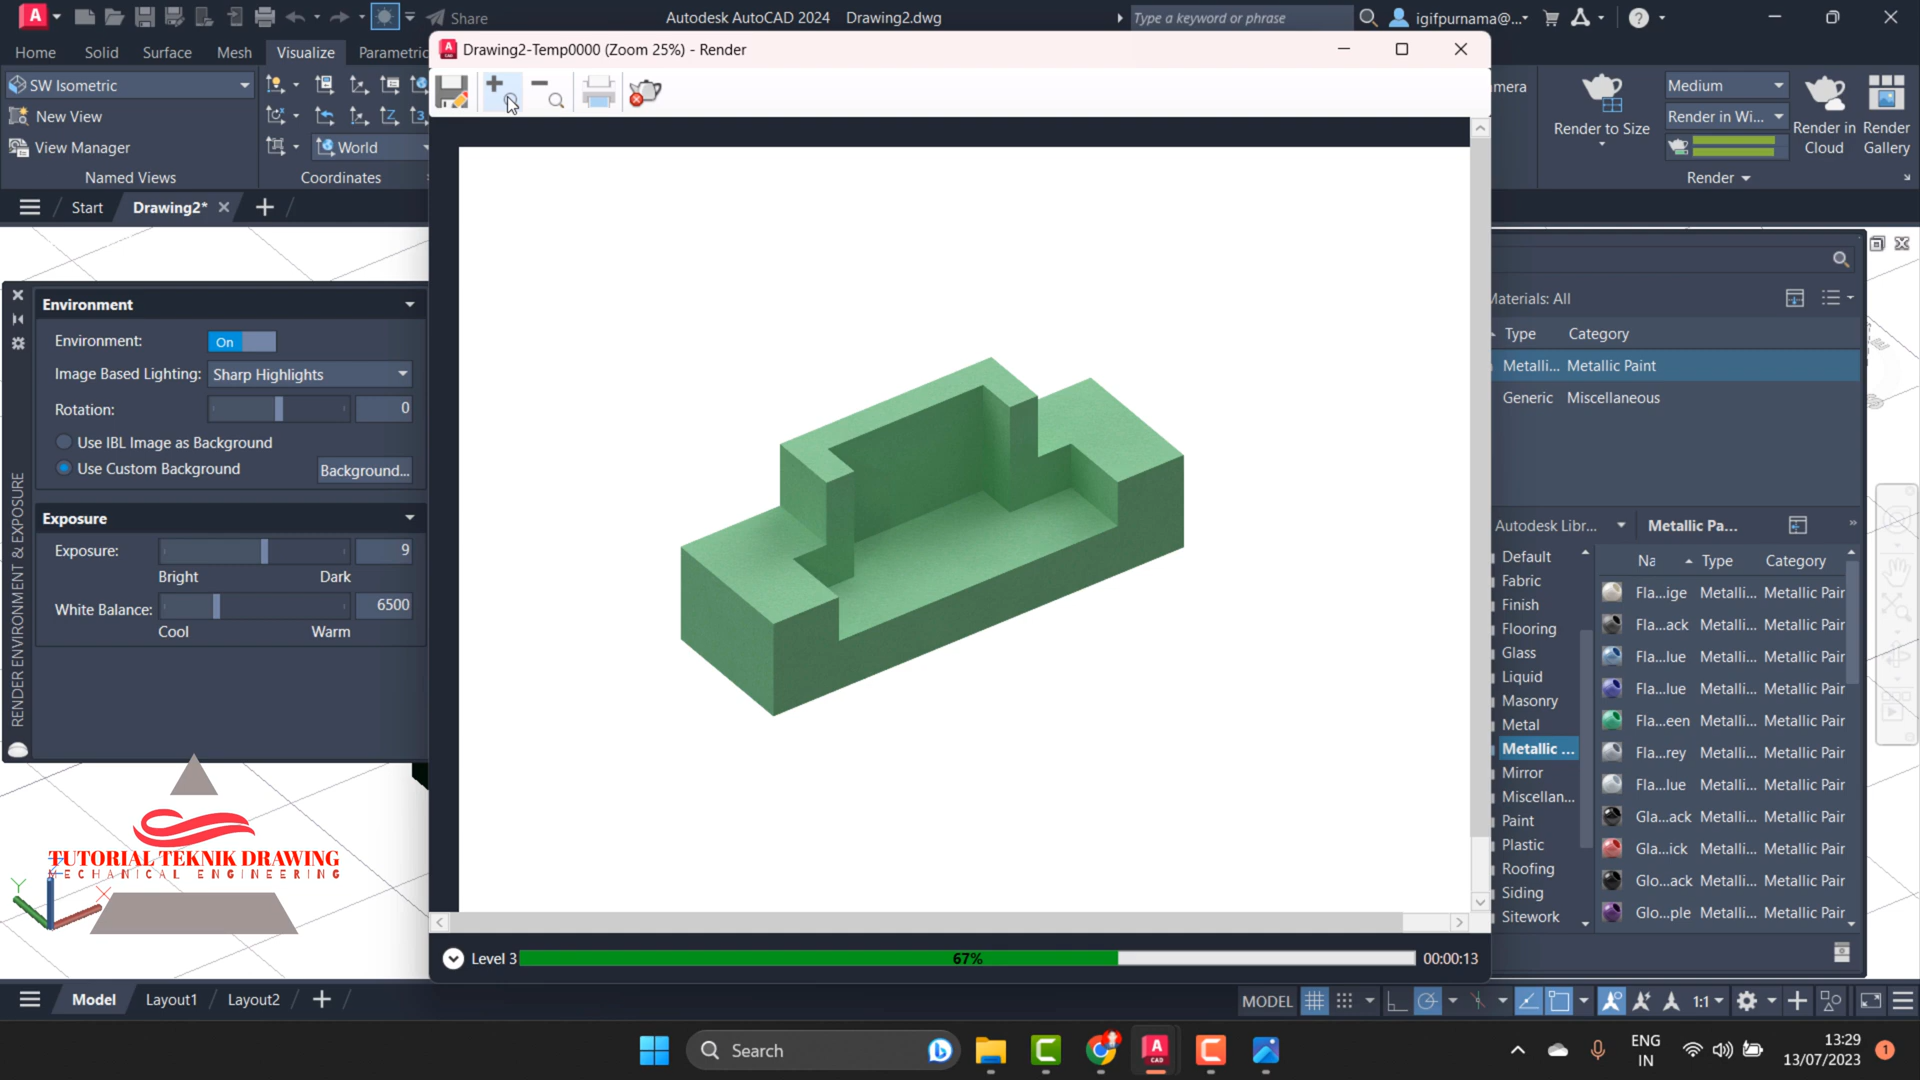 Share
Autodesk AutoCAD 2024 Drawing2.dwg
Type a keyword or phrase
igifpurnama@...
Home Solid Surface Mesh Visualize Parametric
Drawing2-Temp0000 (Zoom 25%) - Render
SW Isometric
New View
View Manager
World
Named Views
Coordinates
Render to Size
Medium
Render in Wi...
Render in Cloud
Render Gallery
Render
Start
Drawing2*
Environment
Environment: On
Image Based Lighting: Sharp Highlights
Rotation: 0
Use IBL Image as Background
Use Custom Background
Background...
Exposure
Exposure: 9
Bright Dark
White Balance: 6500
Cool Warm
RENDER ENVIRONMENT & EXPOSURE
TUTORIAL TEKNIK DRAWING
MECHANICAL ENGINEERING
Y
X
Level 3 67% 00:00:13
Materials: All
Type Category
Metalli... Metallic Paint
Generic Miscellaneous
Autodesk Libr...
Metallic Pa...
Default
Fabric
Finish
Flooring
Glass
Liquid
Masonry
Metal
Metallic ...
Mirror
Miscellan...
Paint
Plastic
Roofing
Siding
Sitework
Na Type Category
Fla...ige Metalli... Metallic Pair
Fla...ack Metalli... Metallic Pair
Fla...lue Metalli... Metallic Pair
Fla...lue Metalli... Metallic Pair
Fla...een Metalli... Metallic Pair
Fla...rey Metalli... Metallic Pair
Fla...lue Metalli... Metallic Pair
Gla...ack Metalli... Metallic Pair
Gla...ick Metalli... Metallic Pair
Glo...ack Metalli... Metallic Pair
Glo...ple Metalli... Metallic Pair
Model Layout1 Layout2
MODEL
1:1
Search
ENG
IN
13:29
13/07/2023
1